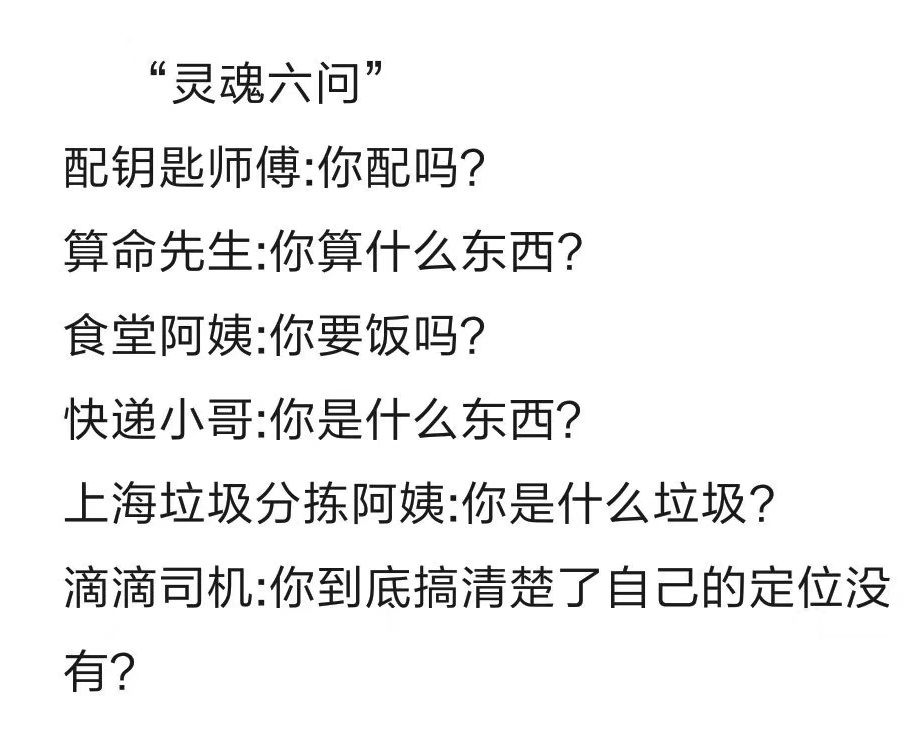 “灵魂六问”
配钥匙师傅:你配吗?
算命先生:你算什么东西?
食堂阿姨:你要饭吗?
快递小哥:你是什么东西?
上海垃圾分拣阿姨:你是什么垃圾?
滴滴司机:你到底搞清楚了自己的定位没
有?